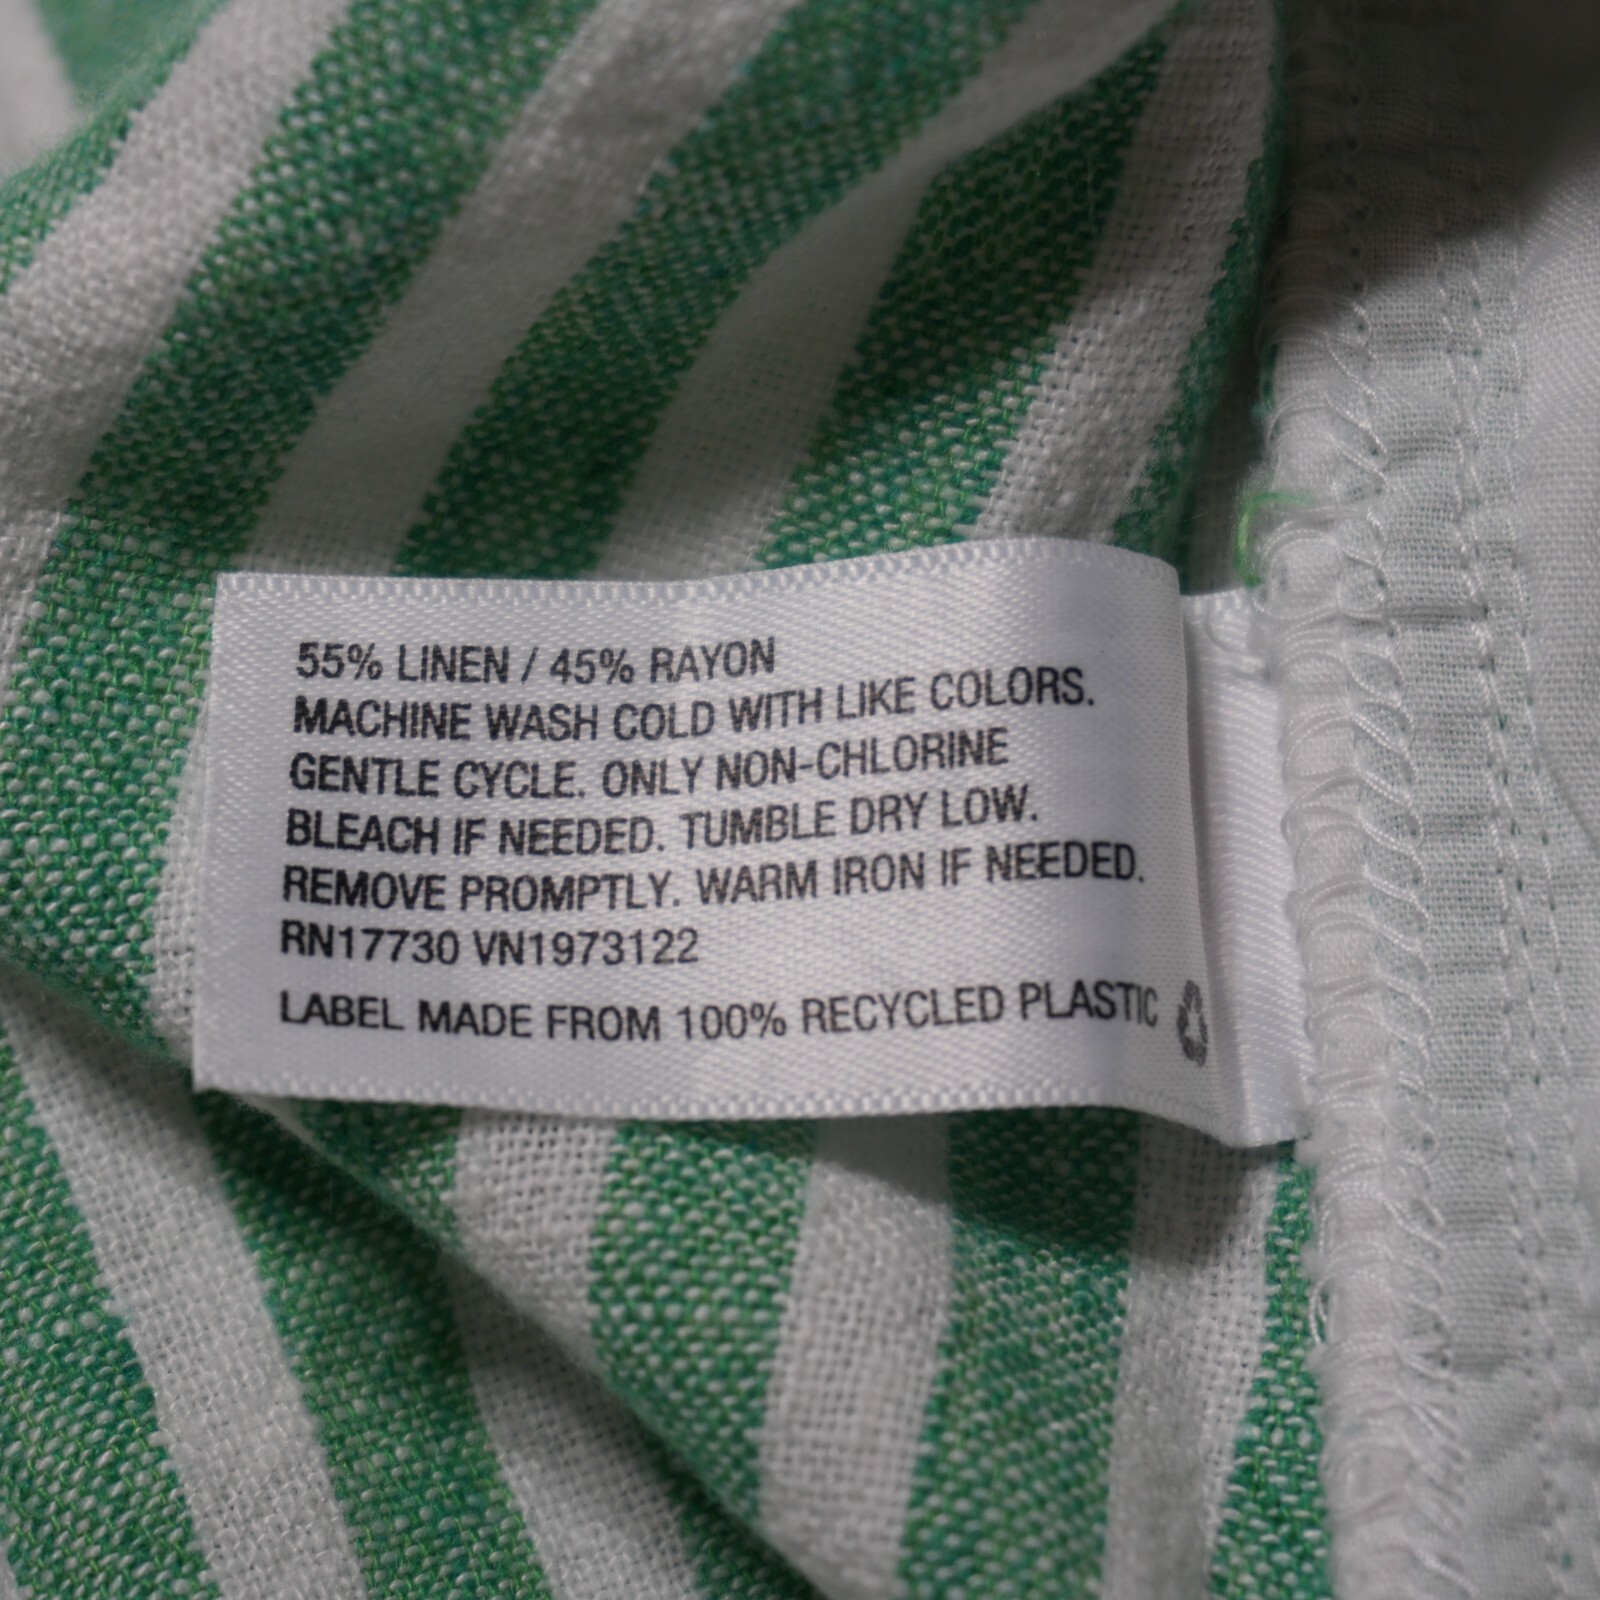 55% LINEN / 45% RAYON
MACHINE WASH COLD WITH LIKE COLORS.
GENTLE CYCLE. ONLY NON-CHLORINE
BLEACH IF NEEDED. TUMBLE DRY LOW.
REMOVE PROMPTLY. WARM IRON IF NEEDED.
RN17730 VN1973122
LABEL MADE FROM 100% RECYCLED PLASTIC